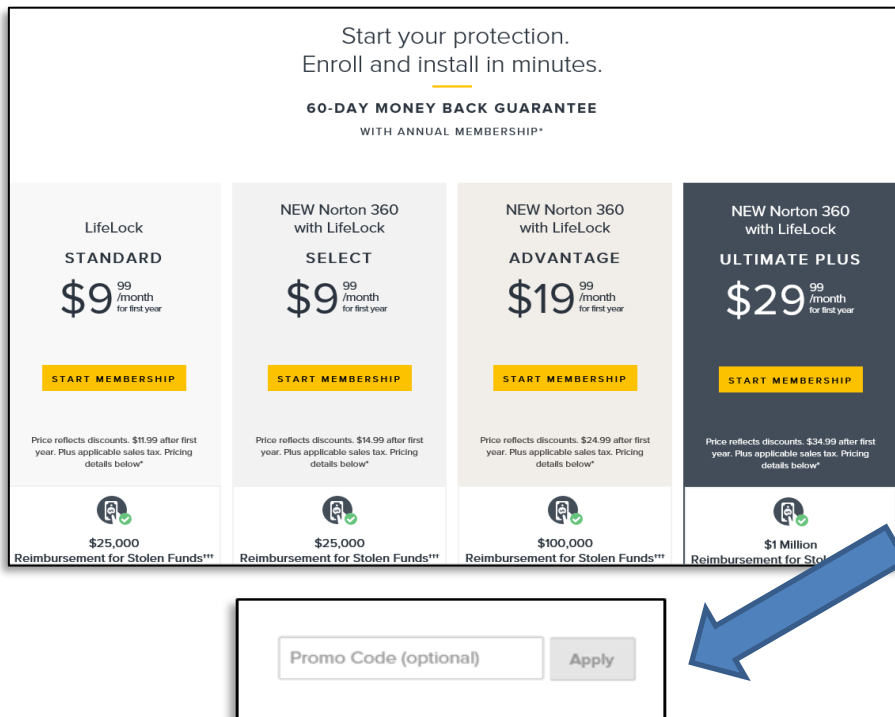 Start your protection.
Enroll and install in minutes.
60-DAY MONEY BACK GUARANTEE
WITH ANNUAL MEMBERSHIP*
LifeLock
STANDARD
$9 99
/month
for first year
START MEMBERSHIP
Price reflects discounts. $11.99 after first
year. Plus applicable sales tax. Pricing
details below*
$25,000
Reimbursement for Stolen Funds†††
NEW Norton 360
with LifeLock
SELECT
$9 99
/month
for first year
START MEMBERSHIP
Price reflects discounts. $14.99 after first
year. Plus applicable sales tax. Pricing
details below*
$25,000
Reimbursement for Stolen Funds†††
NEW Norton 360
with LifeLock
ADVANTAGE
$19 99
/month
for first year
START MEMBERSHIP
Price reflects discounts. $24.99 after first
year. Plus applicable sales tax. Pricing
details below*
$100,000
Reimbursement for Stolen Funds†††
NEW Norton 360
with LifeLock
ULTIMATE PLUS
$29 99
/month
for first year
START MEMBERSHIP
Price reflects discounts. $34.99 after first
year. Plus applicable sales tax. Pricing
details below*
$1 Million
Reimbursement for
Promo Code (optional)
Apply